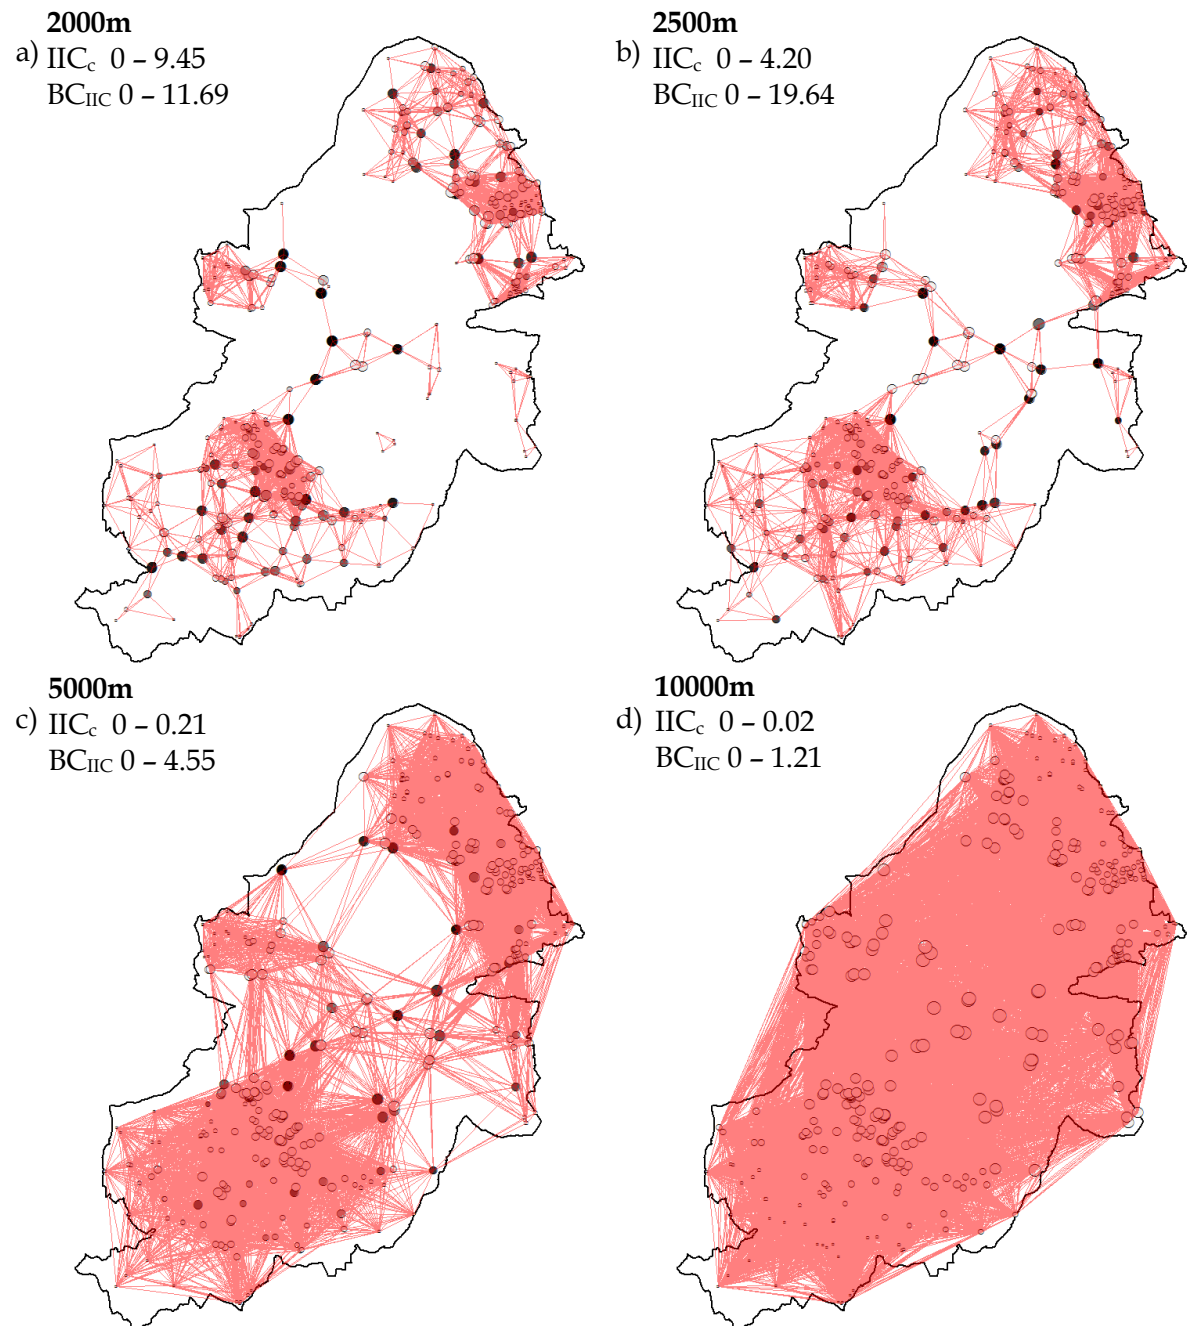 2000m
a) IICc 0 – 9.45
BCIIC 0 – 11.69
2500m
b) IICc 0 – 4.20
BCIIC 0 – 19.64
5000m
c) IICc 0 – 0.21
BCIIC 0 – 4.55
10000m
d) IICc 0 – 0.02
BCIIC 0 – 1.21